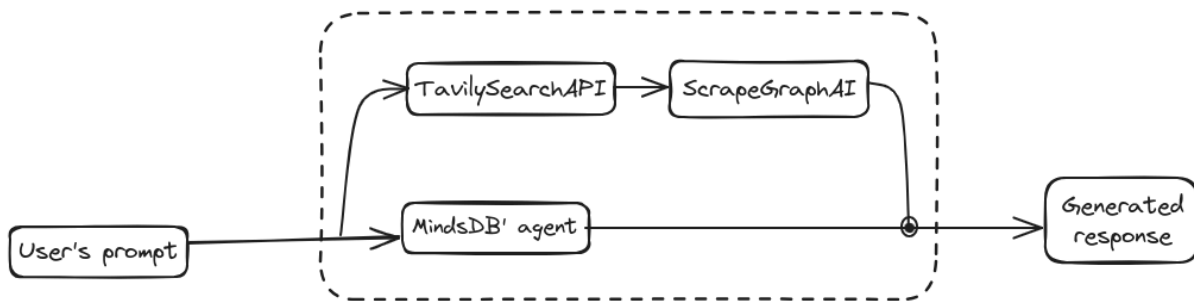 TavilySearchAPI
ScrapeGraphAI
User's prompt
MindsDB' agent
Generated
response